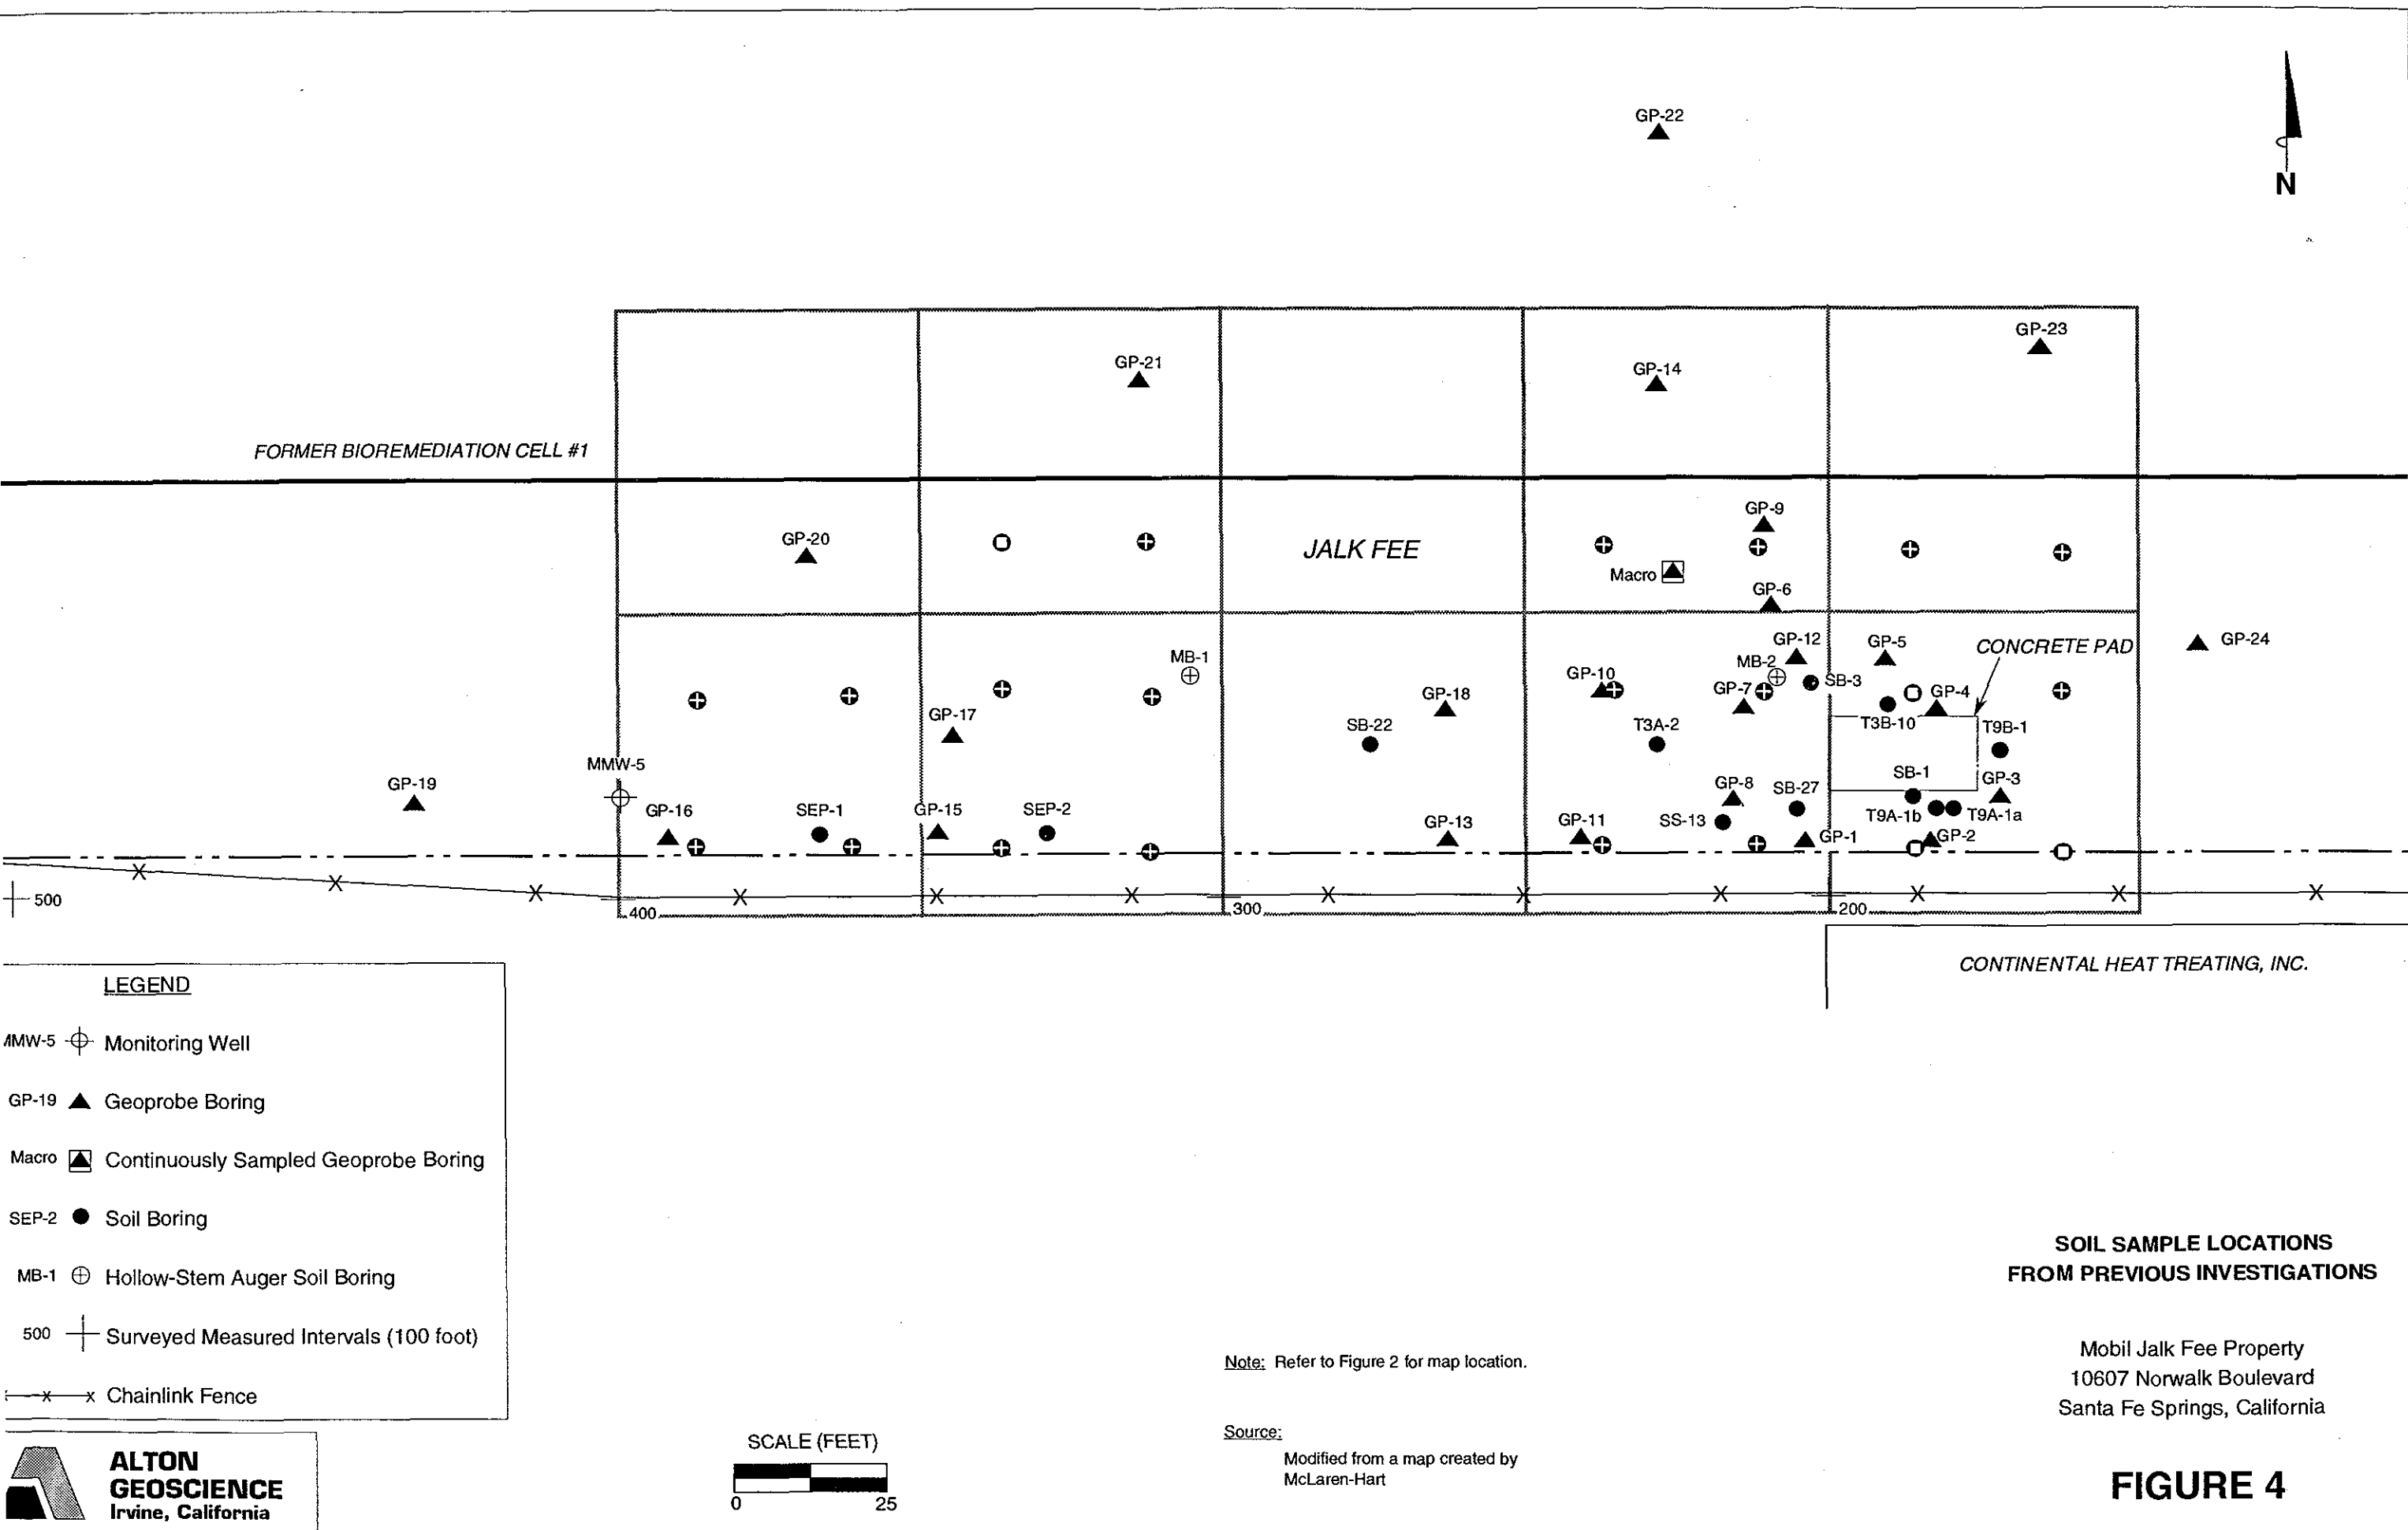 GP-22
N
GP-23
GP-21
GP-14
FORMER BIOREMEDIATION CELL #1
GP-9
GP-20
JALK FEE
Macro
GP-6
GP-12
GP-5
CONCRETE PAD
GP-24
MB-1
MB-2
GP-10
GP-7
SB-3
GP-18
GP-4
GP-17
SB-22
T3A-2
T3B-10
T9B-1
MMW-5
GP-19
SB-1
GP-3
GP-8
SB-27
GP-16
SEP-1
GP-15
SEP-2
GP-13
GP-11
SS-13
T9A-1b
T9A-1a
GP-1
GP-2
500
400
300
200
CONTINENTAL HEAT TREATING, INC.
LEGEND
MMW-5 Monitoring Well
GP-19 Geoprobe Boring
Macro Continuously Sampled Geoprobe Boring
SEP-2 Soil Boring
MB-1 Hollow-Stem Auger Soil Boring
500 Surveyed Measured Intervals (100 foot)
x x Chainlink Fence
ALTON
GEOSCIENCE
Irvine, California
SCALE (FEET)
0 25
Note: Refer to Figure 2 for map location.
Source:
Modified from a map created by
McLaren-Hart
SOIL SAMPLE LOCATIONS
FROM PREVIOUS INVESTIGATIONS
Mobil Jalk Fee Property
10607 Norwalk Boulevard
Santa Fe Springs, California
FIGURE 4